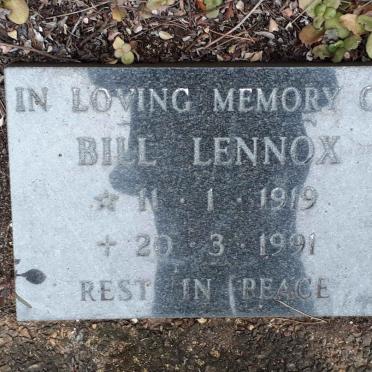 IN LOVING MEMORY O
BILL LENNOX
☆ 11 · 1 · 1919
+ 20 · 3 · 1991
REST IN PEACE